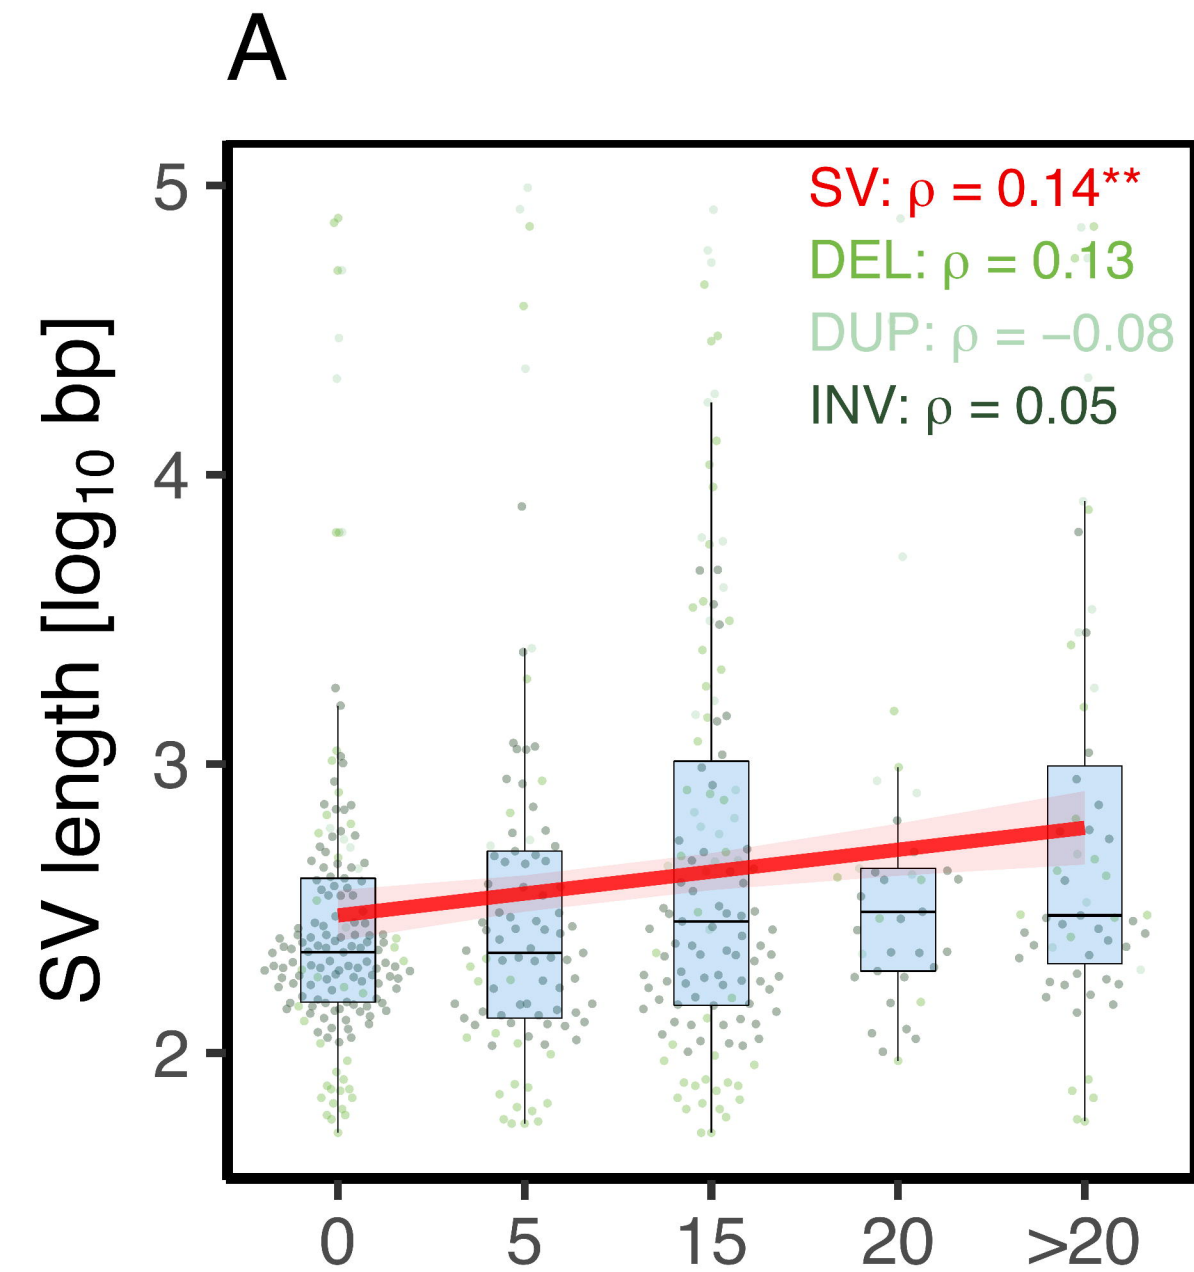 A
SV length [log₁₀ bp]
5
4
3
2
SV: ρ = 0.14**
DEL: ρ = 0.13
DUP: ρ = −0.08
INV: ρ = 0.05
0 5 15 20 >20